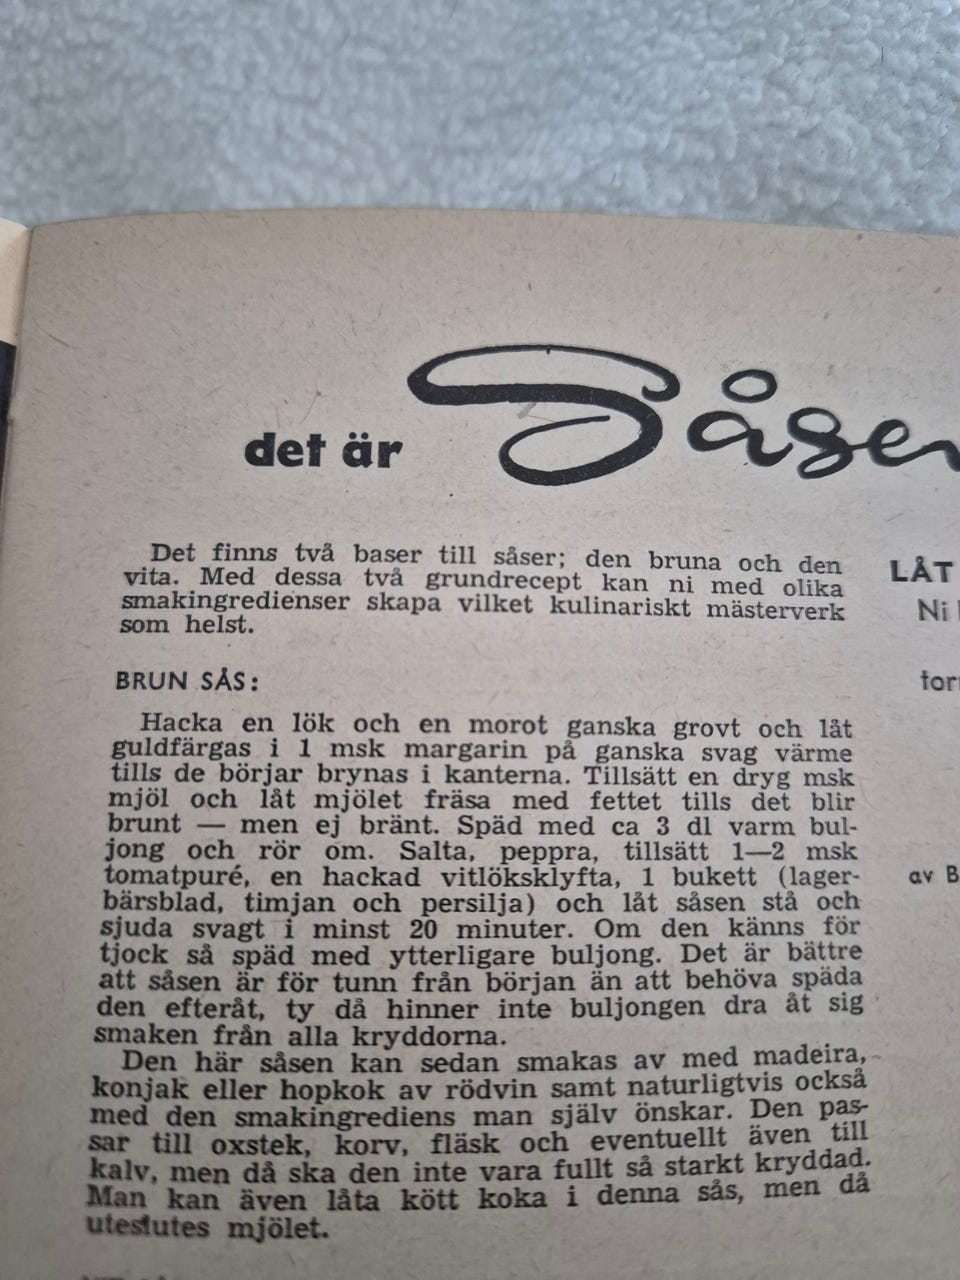 det är Såsen
Det finns två baser till såser; den bruna och den
vita. Med dessa två grundrecept kan ni med olika
smakingredienser skapa vilket kulinariskt mästerverk
som helst.
BRUN SÅS:
Hacka en lök och en morot ganska grovt och låt
guldfärgas i 1 msk margarin på ganska svag värme
tills de börjar brynas i kanterna. Tillsätt en dryg msk
mjöl och låt mjölet fräsa med fettet tills det blir
brunt — men ej bränt. Späd med ca 3 dl varm bul-
jong och rör om. Salta, peppra, tillsätt 1—2 msk
tomatpuré, en hackad vitlöksklyfta, 1 bukett (lager-
bärsblad, timjan och persilja) och låt såsen stå och
sjuda svagt i minst 20 minuter. Om den känns för
tjock så späd med ytterligare buljong. Det är bättre
att såsen är för tunn från början än att behöva späda
den efteråt, ty då hinner inte buljongen dra åt sig
smaken från alla kryddorna.
Den här såsen kan sedan smakas av med madeira,
konjak eller hopkok av rödvin samt naturligtvis också
med den smakingrediens man själv önskar. Den pas-
sar till oxstek, korv, fläsk och eventuellt även till
kalv, men då ska den inte vara fullt så starkt kryddad.
Man kan även låta kött koka i denna sås, men då
uteslutes mjölet.
LÅT
Ni
torn
av B